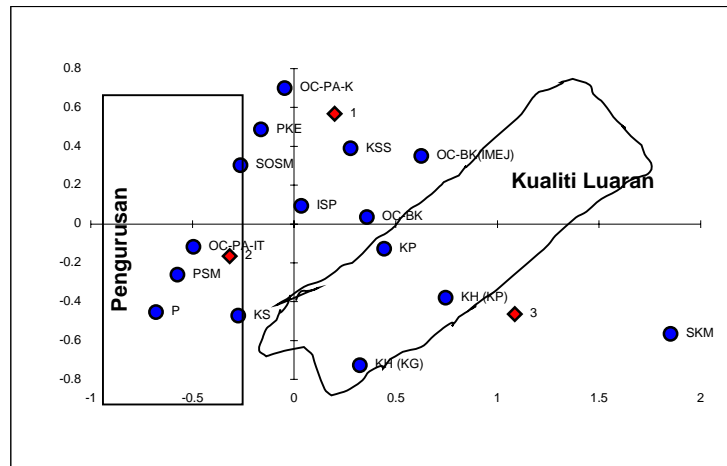 0.8
OC-PA-K
0.6
1
PKE
0.4
KSS
OC-BK(IMEJ)
SOSM
Kualiti Luaran
0.2
ISP
OC-BK
0
Pengurusan
OC-PA-IT
KP
2
-0.2
PSM
KH (KP)
-0.4
P
KS
3
SKM
-0.6
KH (KG)
-0.8
-1
-0.5
0
0.5
1
1.5
2